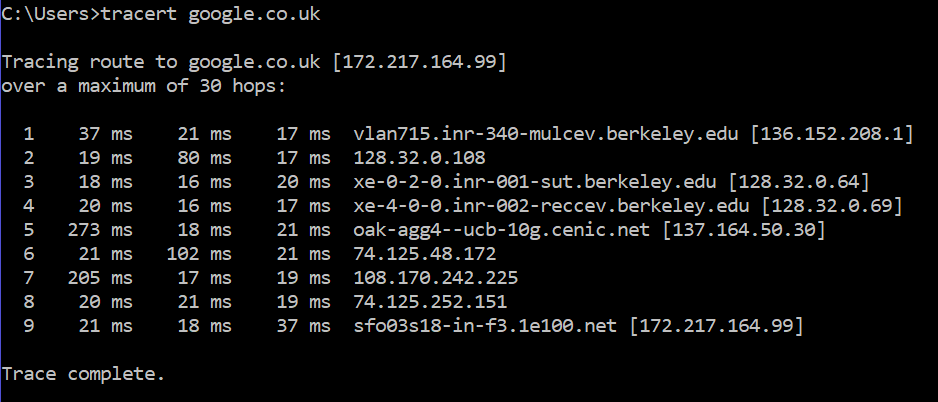 C:\Users>tracert google.co.uk
Tracing route to google.co.uk [172.217.164.99]
over a maximum of 30 hops:
1 37 ms 21 ms 17 ms vlan715.inr-340-mulcev.berkeley.edu [136.152.208.1]
2 19 ms 80 ms 17 ms 128.32.0.108
3 18 ms 16 ms 20 ms xe-0-2-0.inr-001-sut.berkeley.edu [128.32.0.64]
4 20 ms 16 ms 17 ms xe-4-0-0.inr-002-reccev.berkeley.edu [128.32.0.69]
5 273 ms 18 ms 21 ms oak-agg4--ucb-10g.cenic.net [137.164.50.30]
6 21 ms 102 ms 21 ms 74.125.48.172
7 205 ms 17 ms 19 ms 108.170.242.225
8 20 ms 21 ms 19 ms 74.125.252.151
9 21 ms 18 ms 37 ms sfo03s18-in-f3.1e100.net [172.217.164.99]
Trace complete.